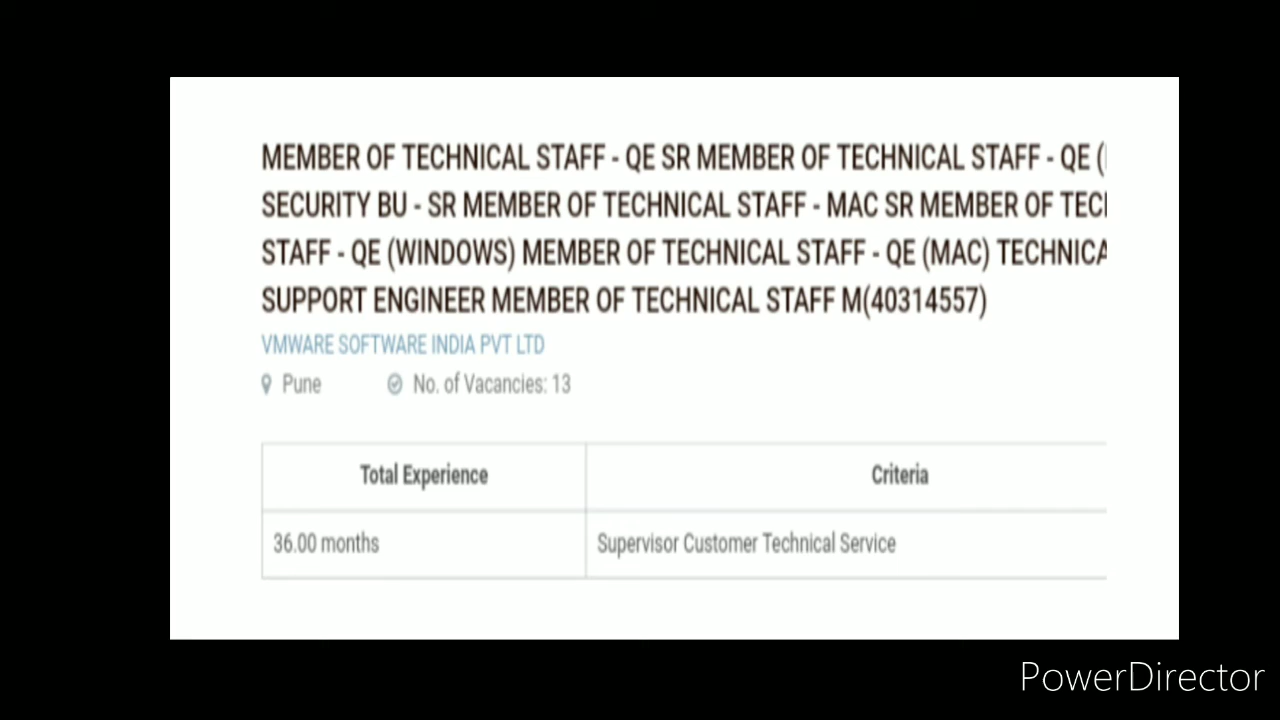 MEMBER OF TECHNICAL STAFF - QE SR MEMBER OF TECHNICAL STAFF - QE (
SECURITY BU - SR MEMBER OF TECHNICAL STAFF - MAC SR MEMBER OF TECH
STAFF - QE (WINDOWS) MEMBER OF TECHNICAL STAFF - QE (MAC) TECHNICA
SUPPORT ENGINEER MEMBER OF TECHNICAL STAFF M(40314557)
VMWARE SOFTWARE INDIA PVT LTD
Pune No. of Vacancies: 13
Total Experience Criteria
36.00 months Supervisor Customer Technical Service
PowerDirector